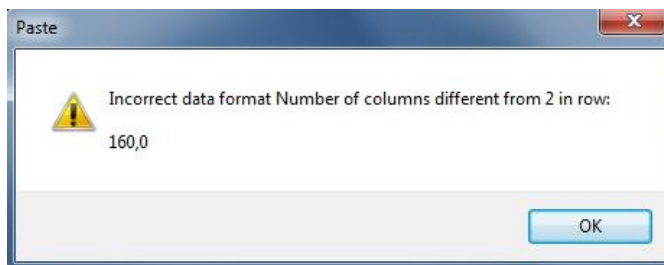 Paste
Incorrect data format Number of columns different from 2 in row:
160,0
OK